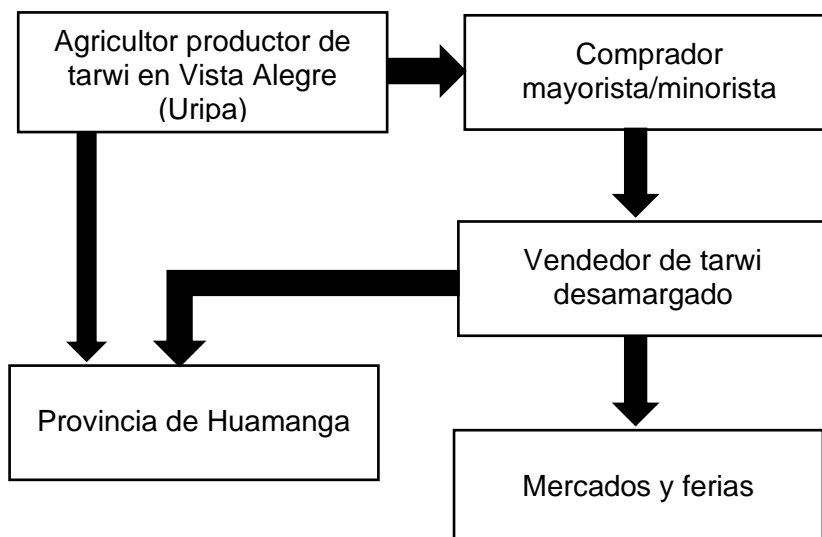 Agricultor productor de
tarwi en Vista Alegre
(Uripa)
Comprador
mayorista/minorista
Vendedor de tarwi
desamargado
Provincia de Huamanga
Mercados y ferias